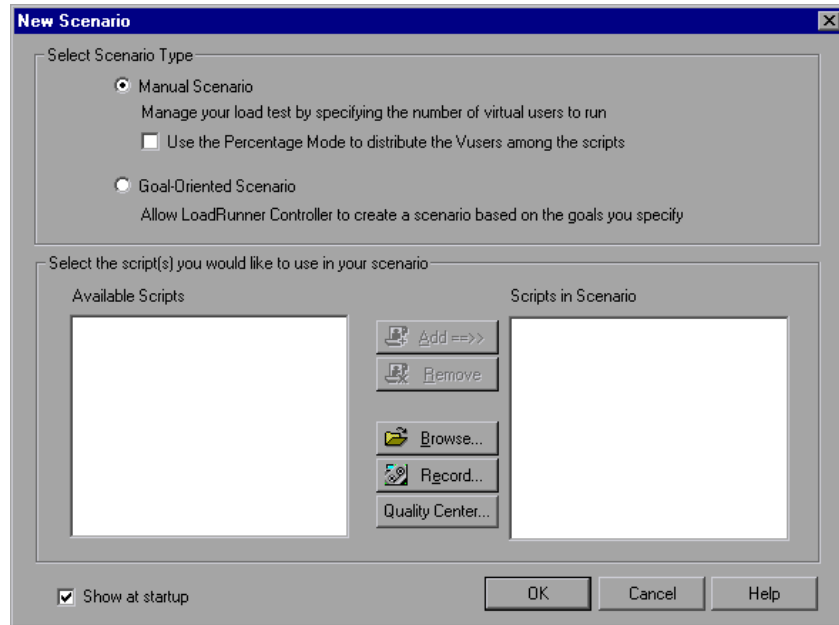 New Scenario
Select Scenario Type
Manual Scenario
Manage your load test by specifying the number of virtual users to run
Use the Percentage Mode to distribute the Vusers among the scripts
Goal-Oriented Scenario
Allow LoadRunner Controller to create a scenario based on the goals you specify
Select the script(s) you would like to use in your scenario
Available Scripts
Scripts in Scenario
Add ==>>
Remove
Browse...
Record...
Quality Center...
Show at startup
OK
Cancel
Help